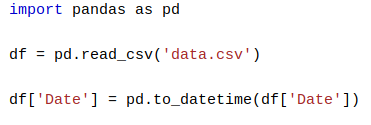 import pandas as pd
df = pd.read_csv('data.csv')
df['Date'] = pd.to_datetime(df['Date'])